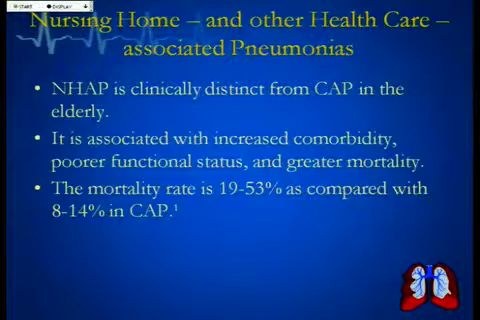 START DISPLAY
Nursing Home – and other Health Care –
associated Pneumonias
• NHAP is clinically distinct from CAP in the
elderly.
• It is associated with increased comorbidity,
poorer functional status, and greater mortality.
• The mortality rate is 19-53% as compared with
8-14% in CAP.¹